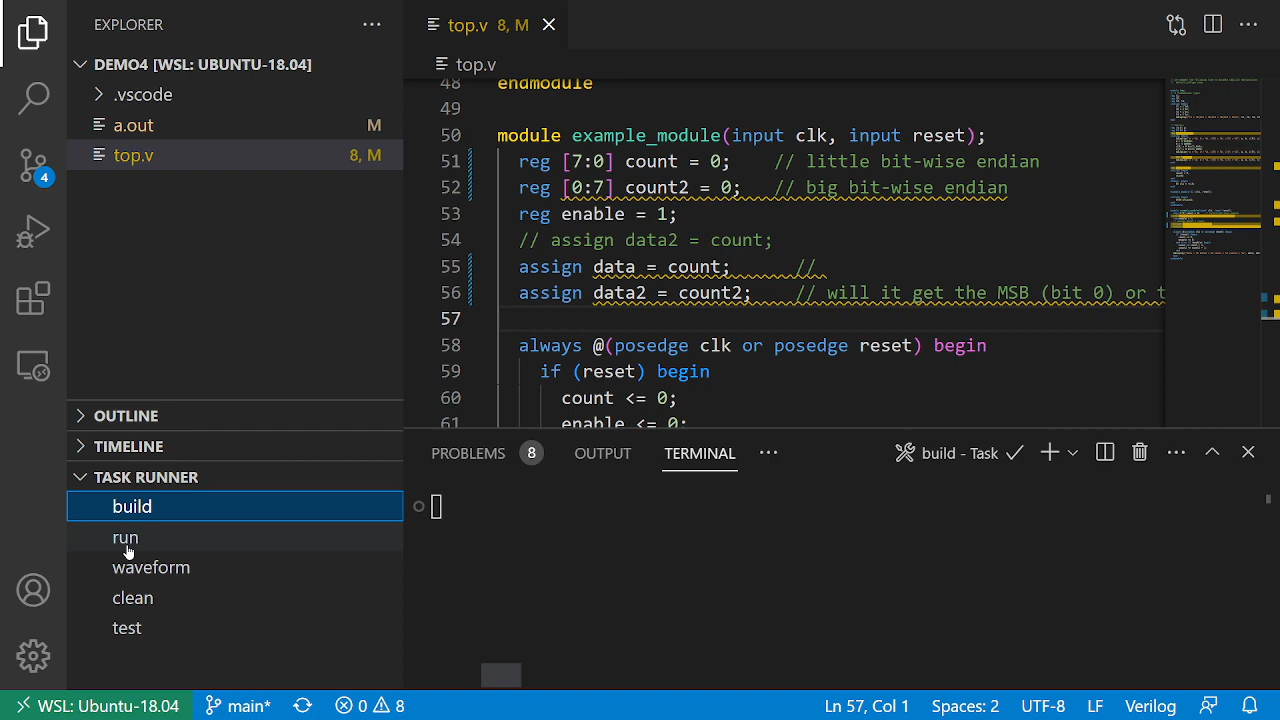 EXPLORER
DEMO4 [WSL: UBUNTU-18.04]
.vscode
a.out M
top.v 8, M
4
OUTLINE
TIMELINE
TASK RUNNER
build
run
waveform
clean
test
top.v 8, M
top.v
48 endmodule
49
50 module example_module(input clk, input reset);
51 reg [7:0] count = 0; // little bit-wise endian
52 reg [0:7] count2 = 0; // big bit-wise endian
53 reg enable = 1;
54 // assign data2 = count;
55 assign data = count; //
56 assign data2 = count2; // will it get the MSB (bit 0) or t
57
58 always @(posedge clk or posedge reset) begin
59 if (reset) begin
60 count <= 0;
61 enable <= 0;
PROBLEMS 8 OUTPUT TERMINAL build - Task
WSL: Ubuntu-18.04 main* 0 8 Ln 57, Col 1 Spaces: 2 UTF-8 LF Verilog